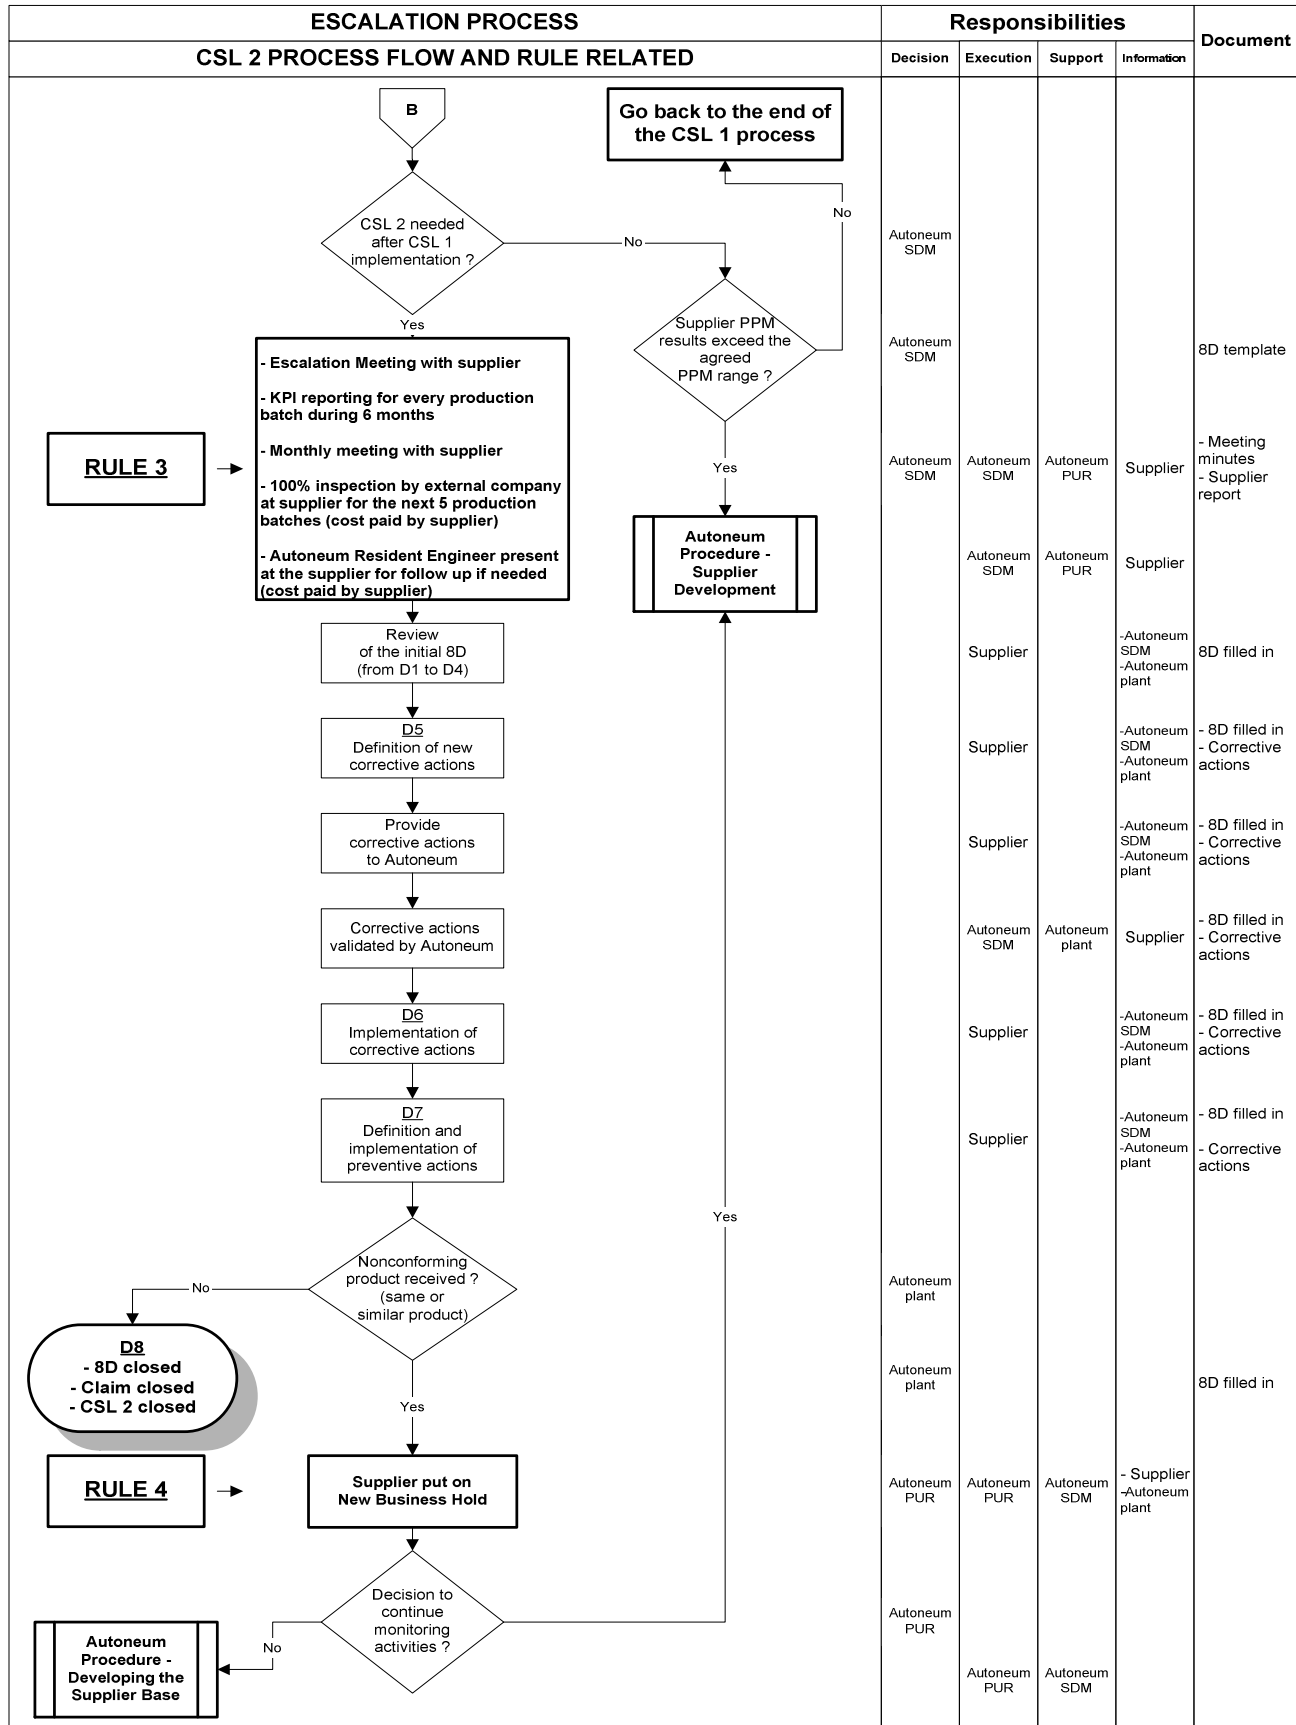 ESCALATION PROCESS
Responsibilities
Document
CSL 2 PROCESS FLOW AND RULE RELATED
Decision
Execution
Support
Information
B
Go back to the end of
the CSL 1 process
No
CSL 2 needed
after CSL 1
implementation ?
No
Autoneum
SDM
Yes
Supplier PPM
results exceed the
agreed
PPM range ?
Autoneum
SDM
8D template
RULE 3
- Escalation Meeting with supplier
- KPI reporting for every production
batch during 6 months
- Monthly meeting with supplier
- 100% inspection by external company
at supplier for the next 5 production
batches (cost paid by supplier)
- Autoneum Resident Engineer present
at the supplier for follow up if needed
(cost paid by supplier)
Yes
Autoneum
SDM
Autoneum
SDM
Autoneum
PUR
Supplier
- Meeting
minutes
- Supplier
report
Autoneum
Procedure -
Supplier
Development
Autoneum
SDM
Autoneum
PUR
Supplier
Review
of the initial 8D
(from D1 to D4)
Supplier
-Autoneum
SDM
-Autoneum
plant
8D filled in
D5
Definition of new
corrective actions
Supplier
-Autoneum
SDM
-Autoneum
plant
- 8D filled in
- Corrective
actions
Provide
corrective actions
to Autoneum
Supplier
-Autoneum
SDM
-Autoneum
plant
- 8D filled in
- Corrective
actions
Corrective actions
validated by Autoneum
Autoneum
SDM
Autoneum
plant
Supplier
- 8D filled in
- Corrective
actions
D6
Implementation of
corrective actions
Supplier
-Autoneum
SDM
-Autoneum
plant
- 8D filled in
- Corrective
actions
D7
Definition and
implementation of
preventive actions
Supplier
-Autoneum
SDM
-Autoneum
plant
- 8D filled in
- Corrective
actions
Yes
Nonconforming
product received ?
(same or
similar product)
No
Autoneum
plant
D8
- 8D closed
- Claim closed
- CSL 2 closed
Autoneum
plant
8D filled in
Yes
RULE 4
Supplier put on
New Business Hold
Autoneum
PUR
Autoneum
PUR
Autoneum
SDM
- Supplier
-Autoneum
plant
Decision to
continue
monitoring
activities ?
Autoneum
PUR
No
Autoneum
Procedure -
Developing the
Supplier Base
Autoneum
PUR
Autoneum
SDM